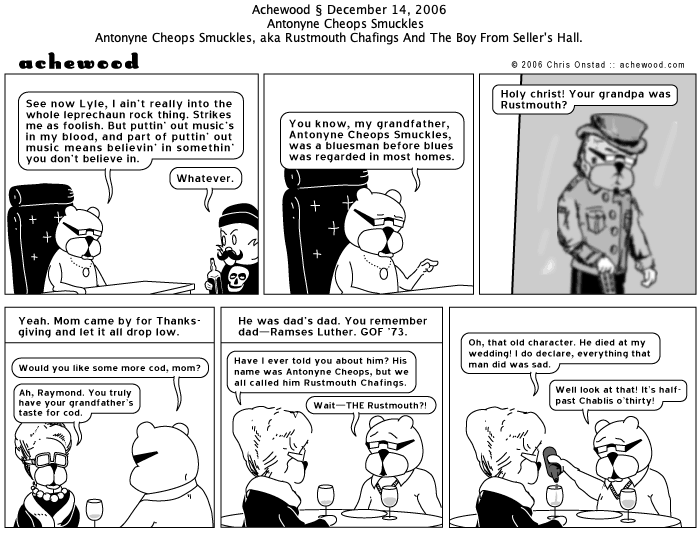 Achewood § December 14, 2006
Antonyne Cheops Smuckles
Antonyne Cheops Smuckles, aka Rustmouth Chafings And The Boy From Seller's Hall.
achewood
© 2006 Chris Onstad :: achewood.com
See now Lyle, I ain't really into the
whole leprechaun rock thing. Strikes
me as foolish. But puttin' out music's
in my blood, and part of puttin' out
music means believin' in somethin'
you don't believe in.
Whatever.
You know, my grandfather,
Antonyne Cheops Smuckles,
was a bluesman before blues
was regarded in most homes.
Holy christ! Your grandpa was
Rustmouth?
Yeah. Mom came by for Thanks-
giving and let it all drop low.
Would you like some more cod, mom?
Ah, Raymond. You truly
have your grandfather's
taste for cod.
He was dad's dad. You remember
dad—Ramses Luther. GOF '73.
Have I ever told you about him? His
name was Antonyne Cheops, but we
all called him Rustmouth Chafings.
Wait—THE Rustmouth?!
Oh, that old character. He died at my
wedding! I do declare, everything that
man did was sad.
Well look at that! It's half-
past Chablis o'thirty!